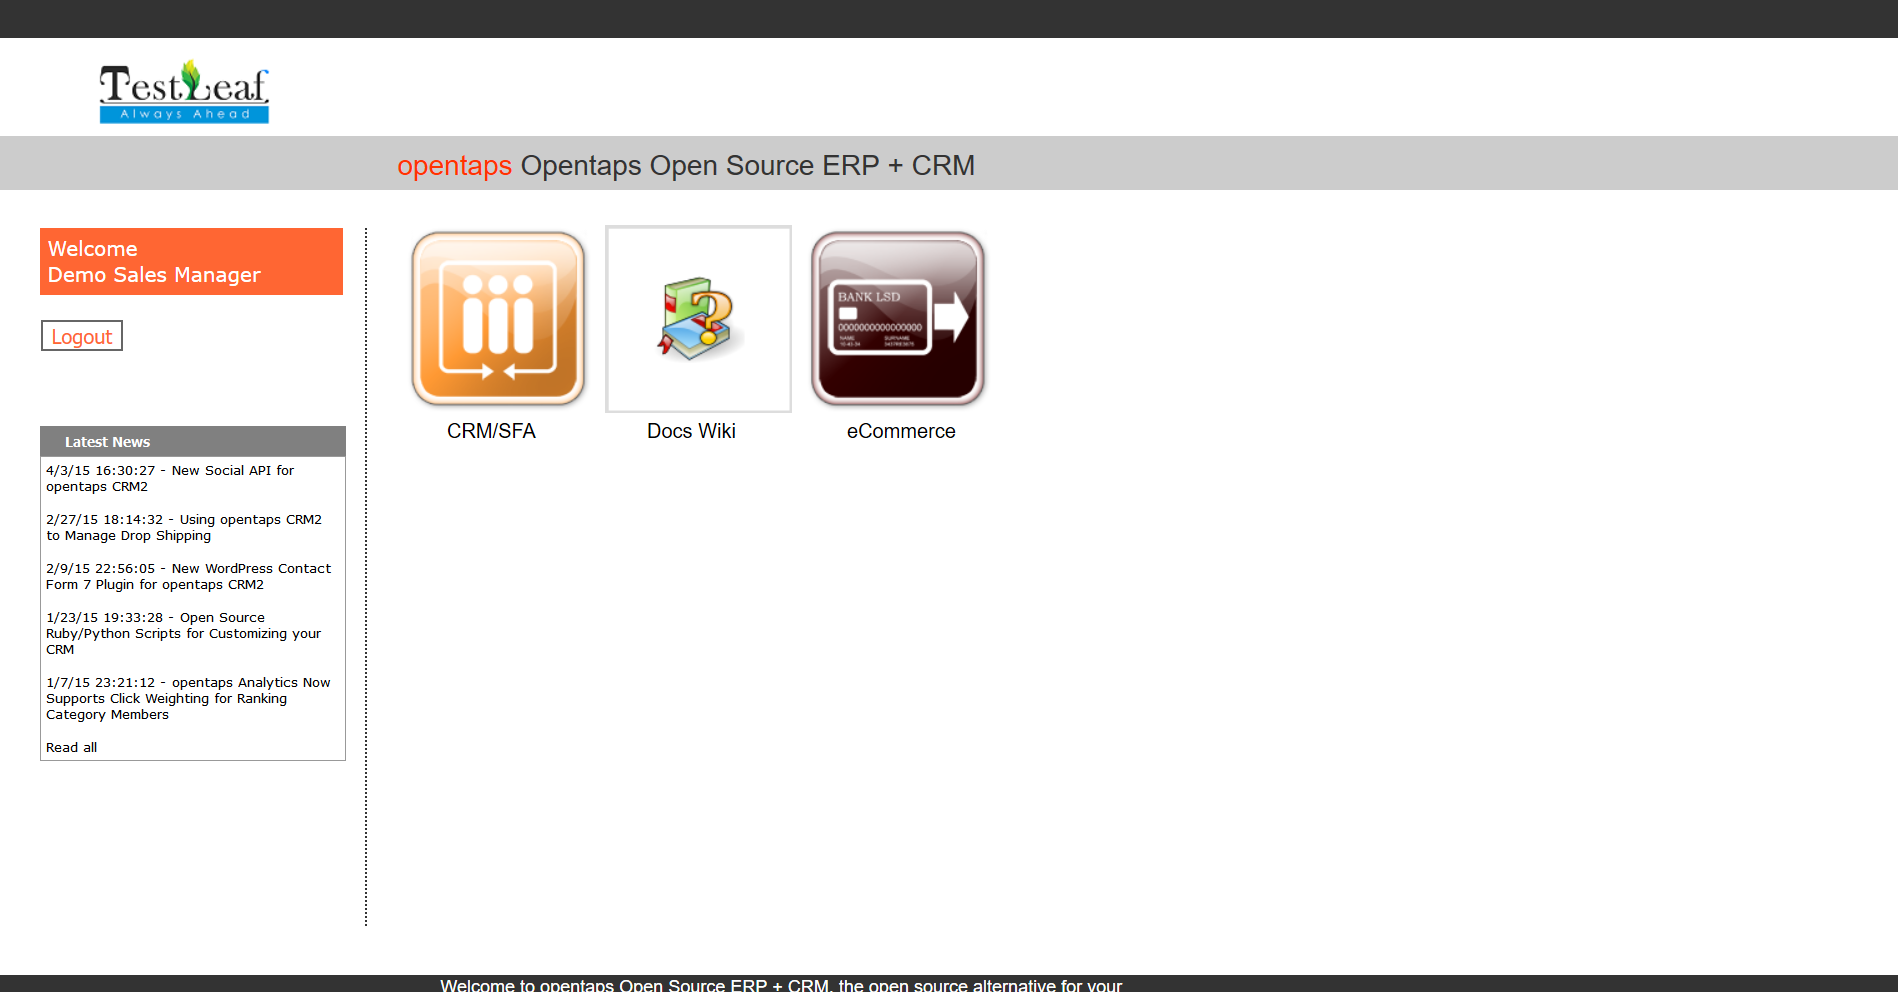 TestLeaf
Always Ahead
opentaps Opentaps Open Source ERP + CRM
Welcome
Demo Sales Manager
Logout
Latest News
4/3/15 16:30:27 - New Social API for
opentaps CRM2
2/27/15 18:14:32 - Using opentaps CRM2
to Manage Drop Shipping
2/9/15 22:56:05 - New WordPress Contact
Form 7 Plugin for opentaps CRM2
1/23/15 19:33:28 - Open Source
Ruby/Python Scripts for Customizing your
CRM
1/7/15 23:21:12 - opentaps Analytics Now
Supports Click Weighting for Ranking
Category Members
Read all
BANK LSD
0000000000000000
NAME SURNAME
CRM/SFA
Docs Wiki
eCommerce
Welcome to opentaps Open Source ERP + CRM, the open source alternative for your